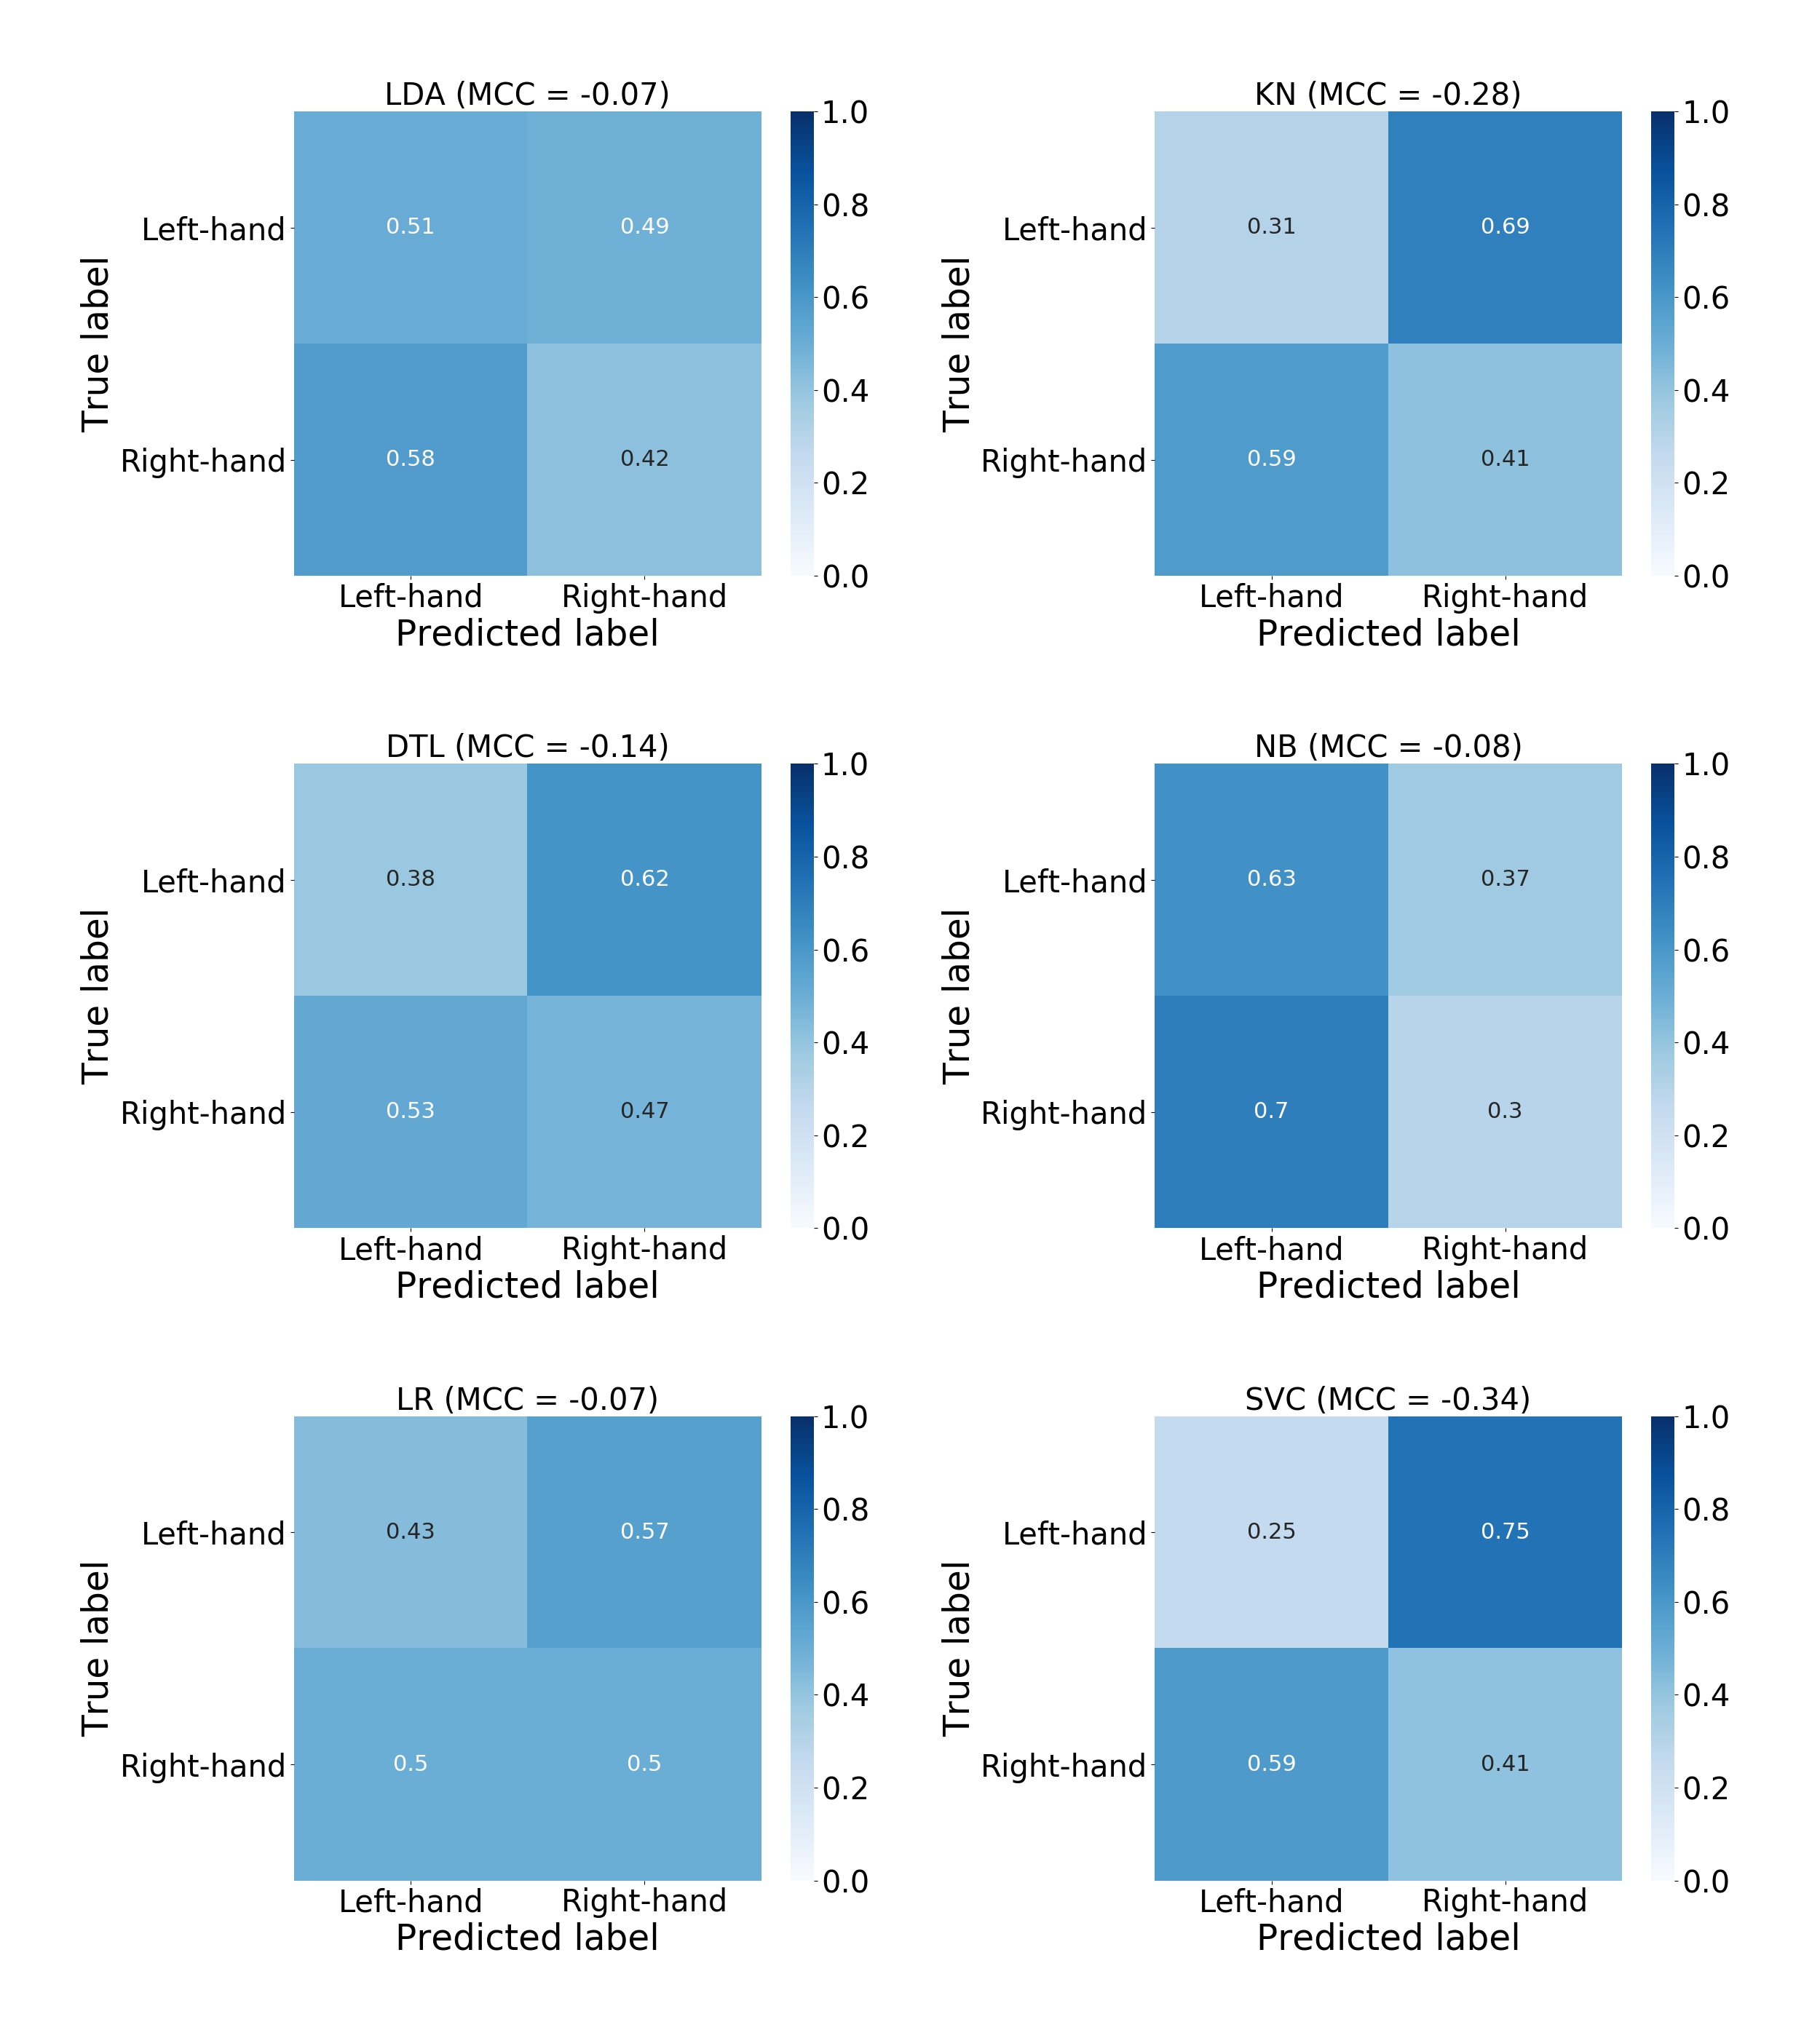 LDA (MCC = -0.07)
True label
Left-hand
Right-hand
0.51 0.49
0.58 0.42
Left-hand Right-hand
Predicted label
1.0
0.8
0.6
0.4
0.2
0.0
KN (MCC = -0.28)
True label
Left-hand
Right-hand
0.31 0.69
0.59 0.41
Left-hand Right-hand
Predicted label
1.0
0.8
0.6
0.4
0.2
0.0
DTL (MCC = -0.14)
True label
Left-hand
Right-hand
0.38 0.62
0.53 0.47
Left-hand Right-hand
Predicted label
1.0
0.8
0.6
0.4
0.2
0.0
NB (MCC = -0.08)
True label
Left-hand
Right-hand
0.63 0.37
0.7 0.3
Left-hand Right-hand
Predicted label
1.0
0.8
0.6
0.4
0.2
0.0
LR (MCC = -0.07)
True label
Left-hand
Right-hand
0.43 0.57
0.5 0.5
Left-hand Right-hand
Predicted label
1.0
0.8
0.6
0.4
0.2
0.0
SVC (MCC = -0.34)
True label
Left-hand
Right-hand
0.25 0.75
0.59 0.41
Left-hand Right-hand
Predicted label
1.0
0.8
0.6
0.4
0.2
0.0